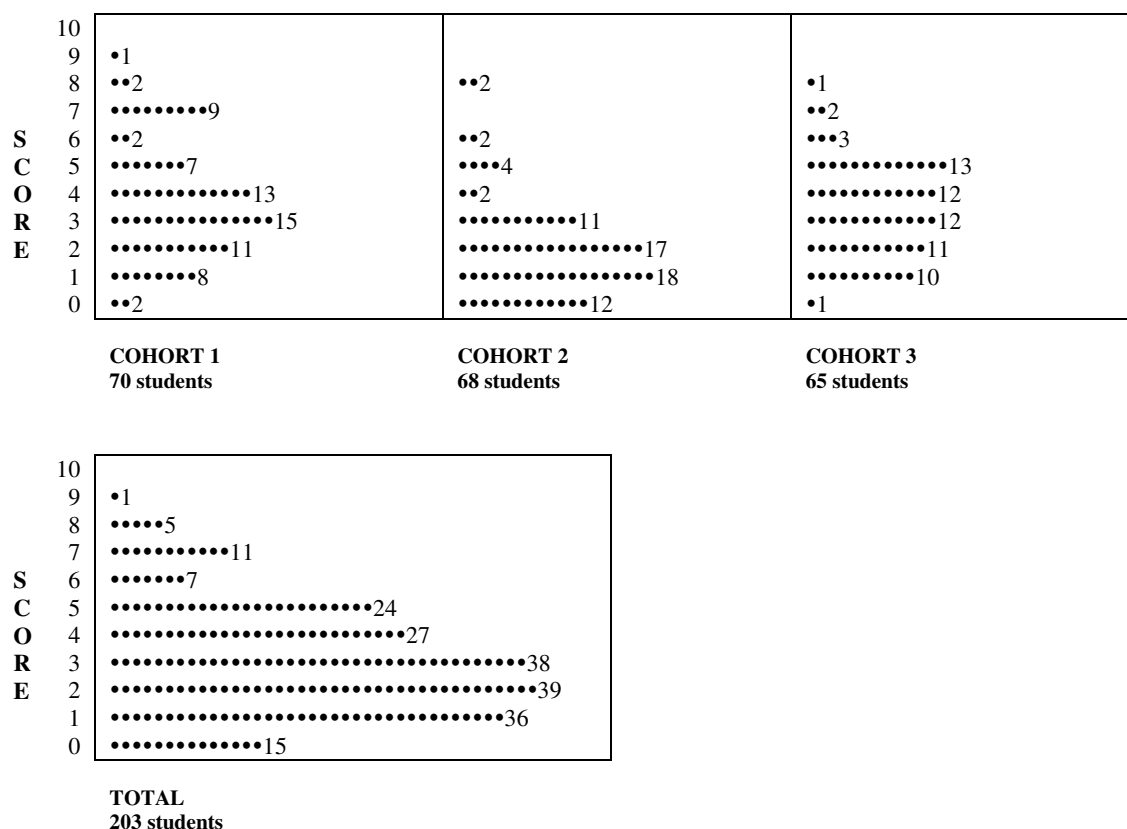 10
9 •1
8 ••2 ••2 •1
7 •••••••••9 ••2
S 6 ••2 ••2 •••3
C 5 •••••••7 ••••4 •••••••••••••13
O 4 •••••••••••••13 ••2 ••••••••••••12
R 3 •••••••••••••••15 •••••••••••11 ••••••••••••12
E 2 •••••••••••11 •••••••••••••••••17 •••••••••••11
1 ••••••••8 ••••••••••••••••••18 ••••••••••10
0 ••2 ••••••••••••12 •1
COHORT 1 COHORT 2 COHORT 3
70 students 68 students 65 students
10
9 •1
8 •••••5
7 •••••••••••11
S 6 •••••••7
C 5 ••••••••••••••••••••••••24
O 4 •••••••••••••••••••••••••••27
R 3 ••••••••••••••••••••••••••••••••••••••38
E 2 •••••••••••••••••••••••••••••••••••••••39
1 ••••••••••••••••••••••••••••••••••••36
0 •••••••••••••••15
TOTAL
203 students